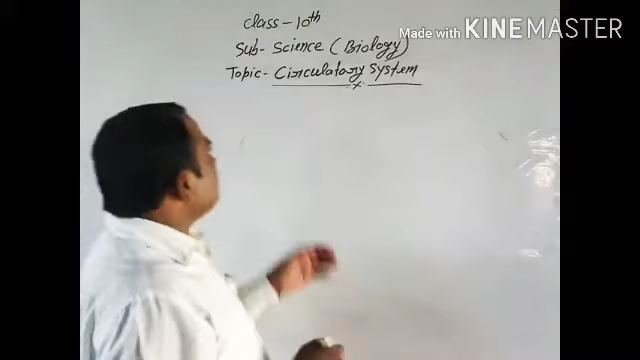 Class - 10th
Made with KINEMASTER
Sub- Science (Biology)
Topic- Circulatory System